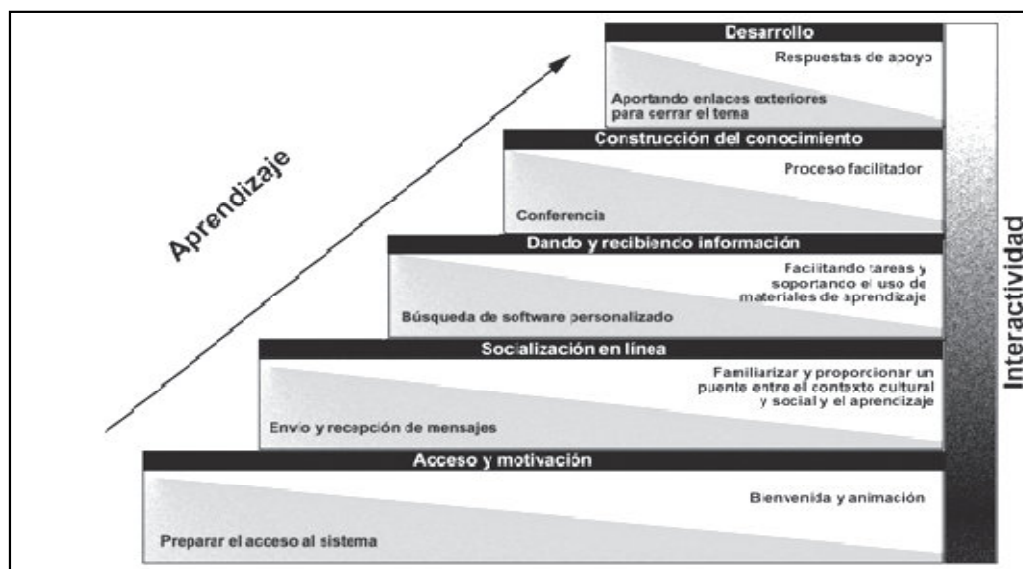 Desarrollo
Respuestas de apoyo
Aportando enlaces exteriores
para cerrar el tema
Construcción del conocimiento
Proceso facilitador
Conferencia
Dando y recibiendo información
Facilitando tareas y
soportando el uso de
materiales de aprendizaje
Búsqueda de software personalizado
Socialización en línea
Familiarizar y proporcionar un
puente entre el contexto cultural
y social y el aprendizaje
Envío y recepción de mensajes
Acceso y motivación
Bienvenida y animación
Preparar el acceso al sistema
Aprendizaje
Interactividad